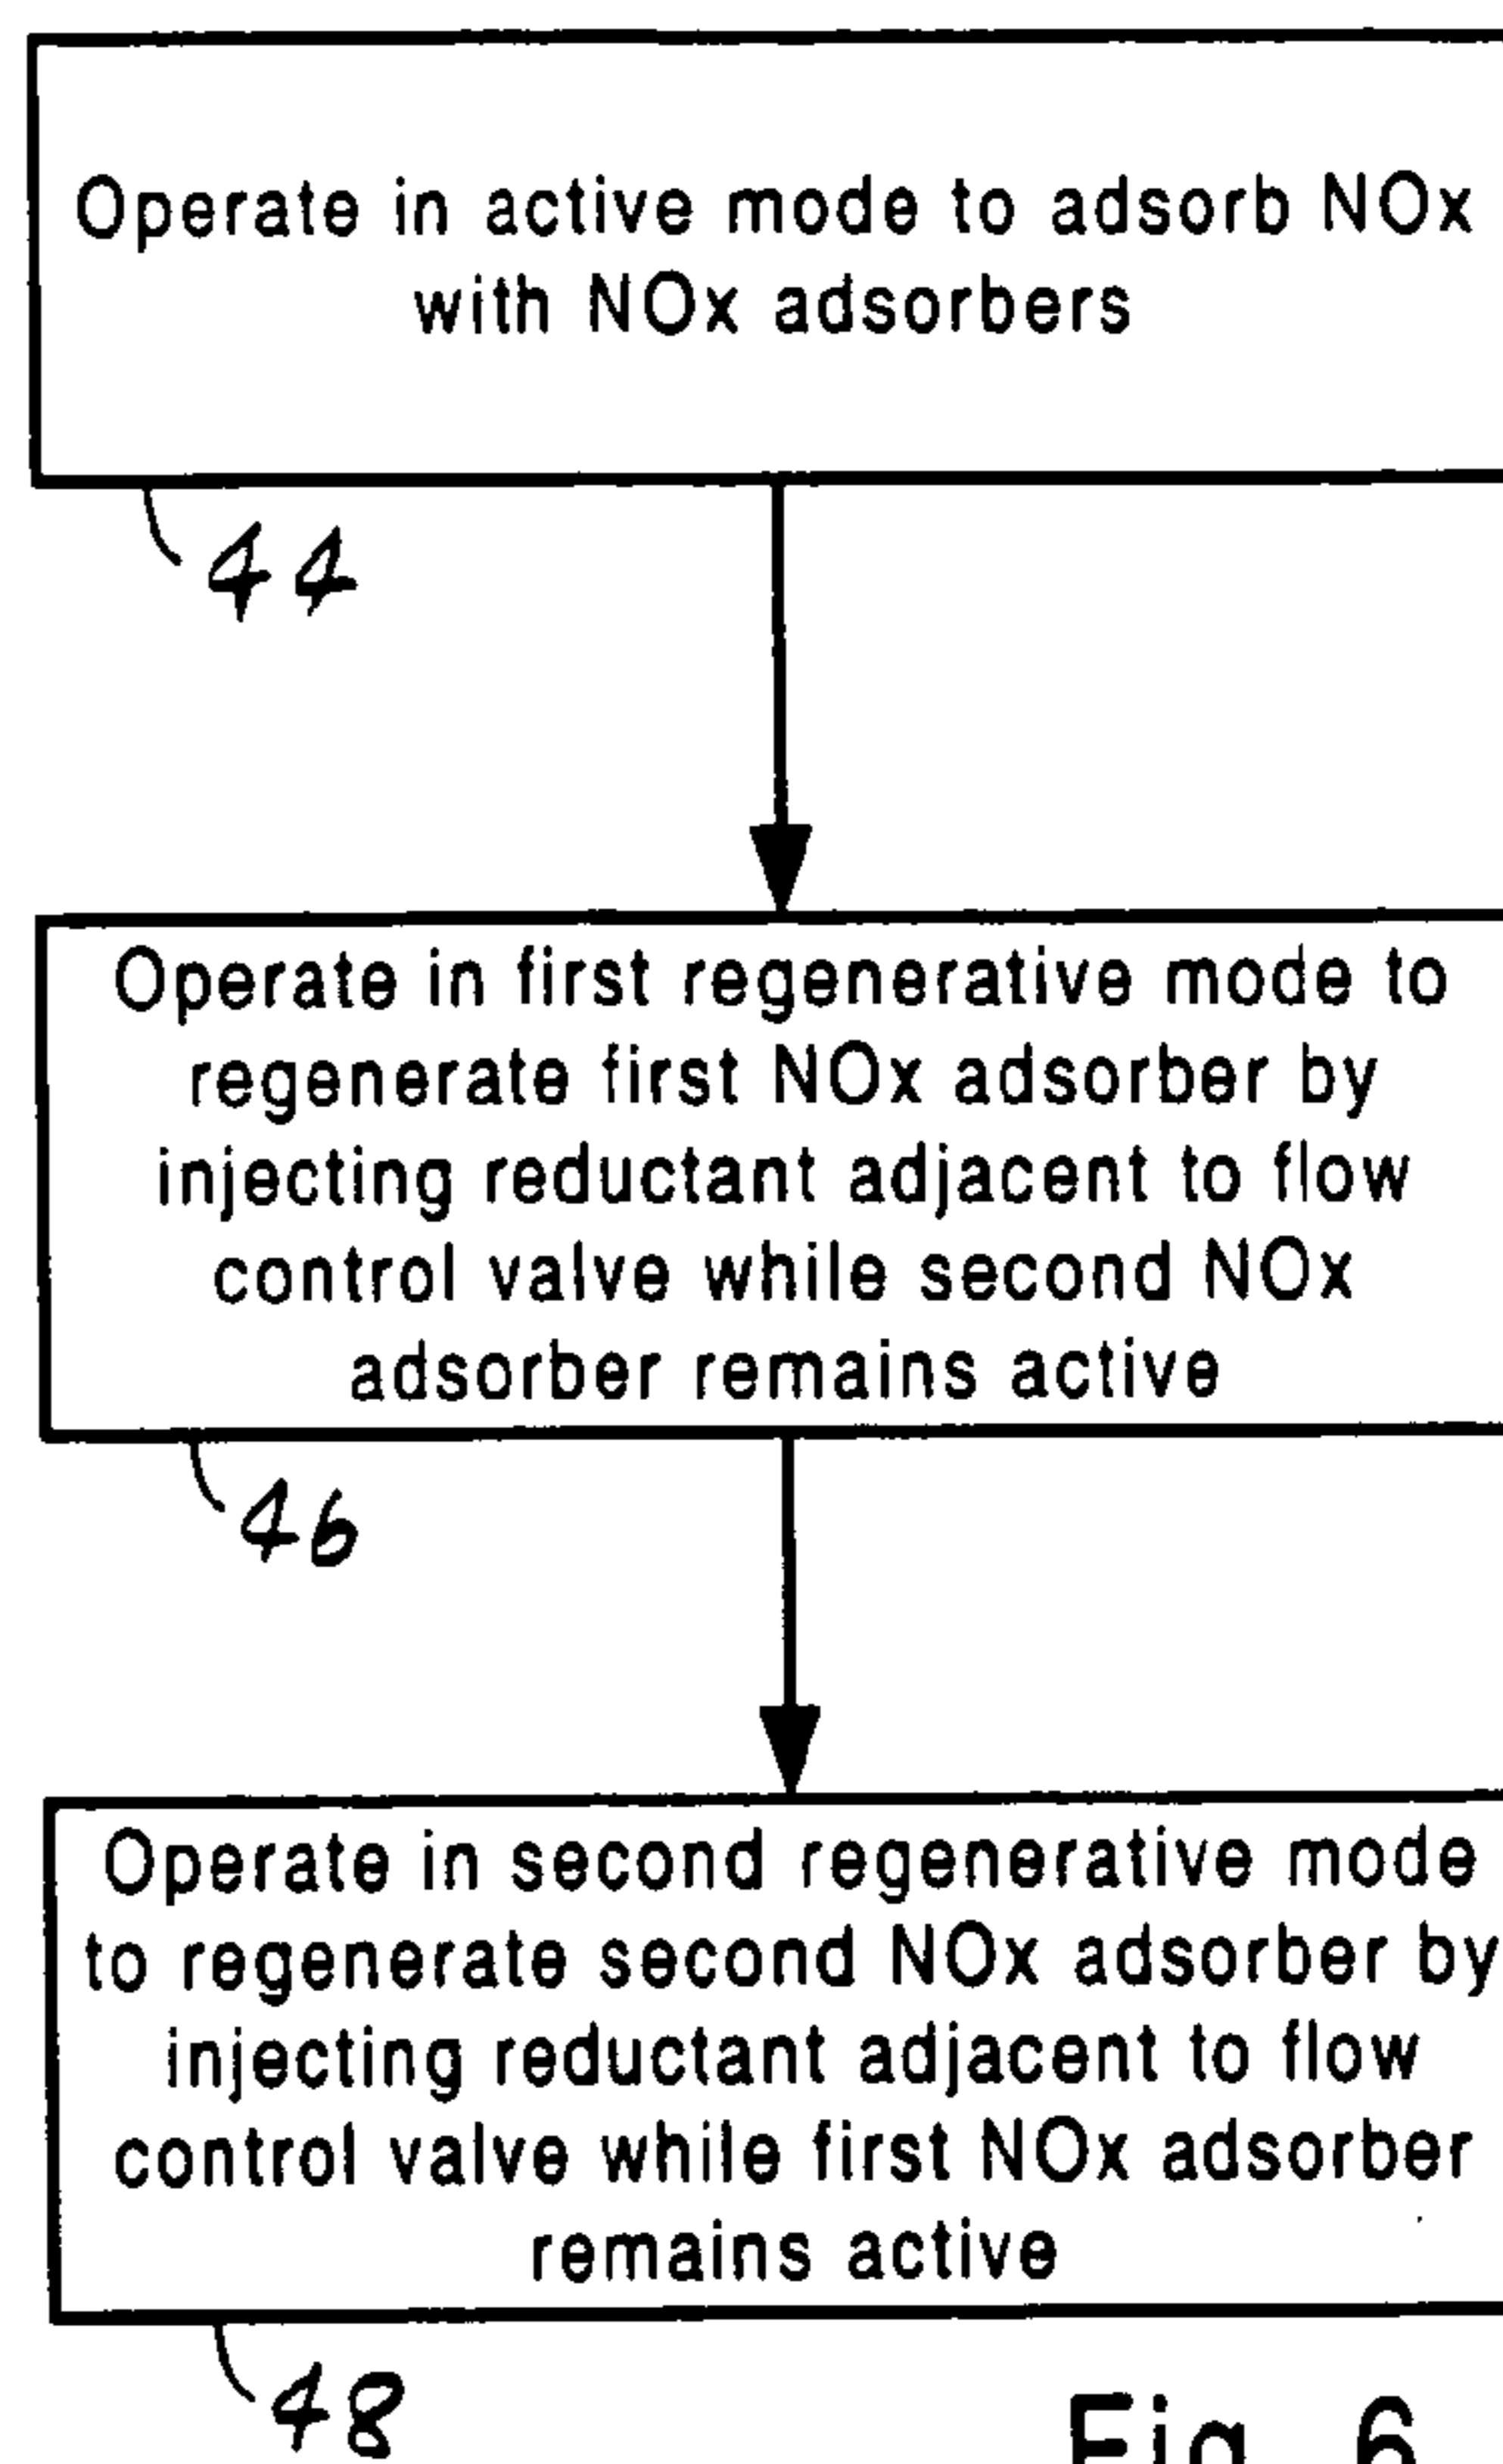 Operate in active mode to adsorb NOx
with NOx adsorbers
44
Operate in first regenerative mode to
regenerate first NOx adsorber by
injecting reductant adjacent to flow
control valve while second NOx
adsorber remains active
46
Operate in second regenerative mode
to regenerate second NOx adsorber by
injecting reductant adjacent to flow
control valve while first NOx adsorber
remains active
48
Fig. 6